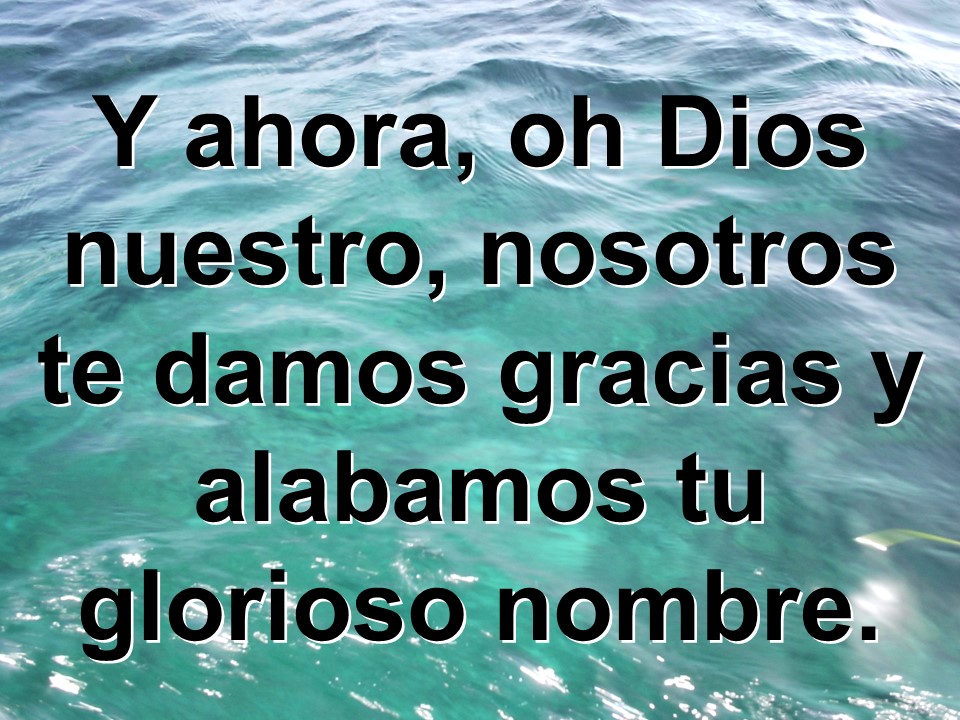 Y ahora, oh Dios
nuestro, nosotros
te damos gracias y
alabamos tu
glorioso nombre.